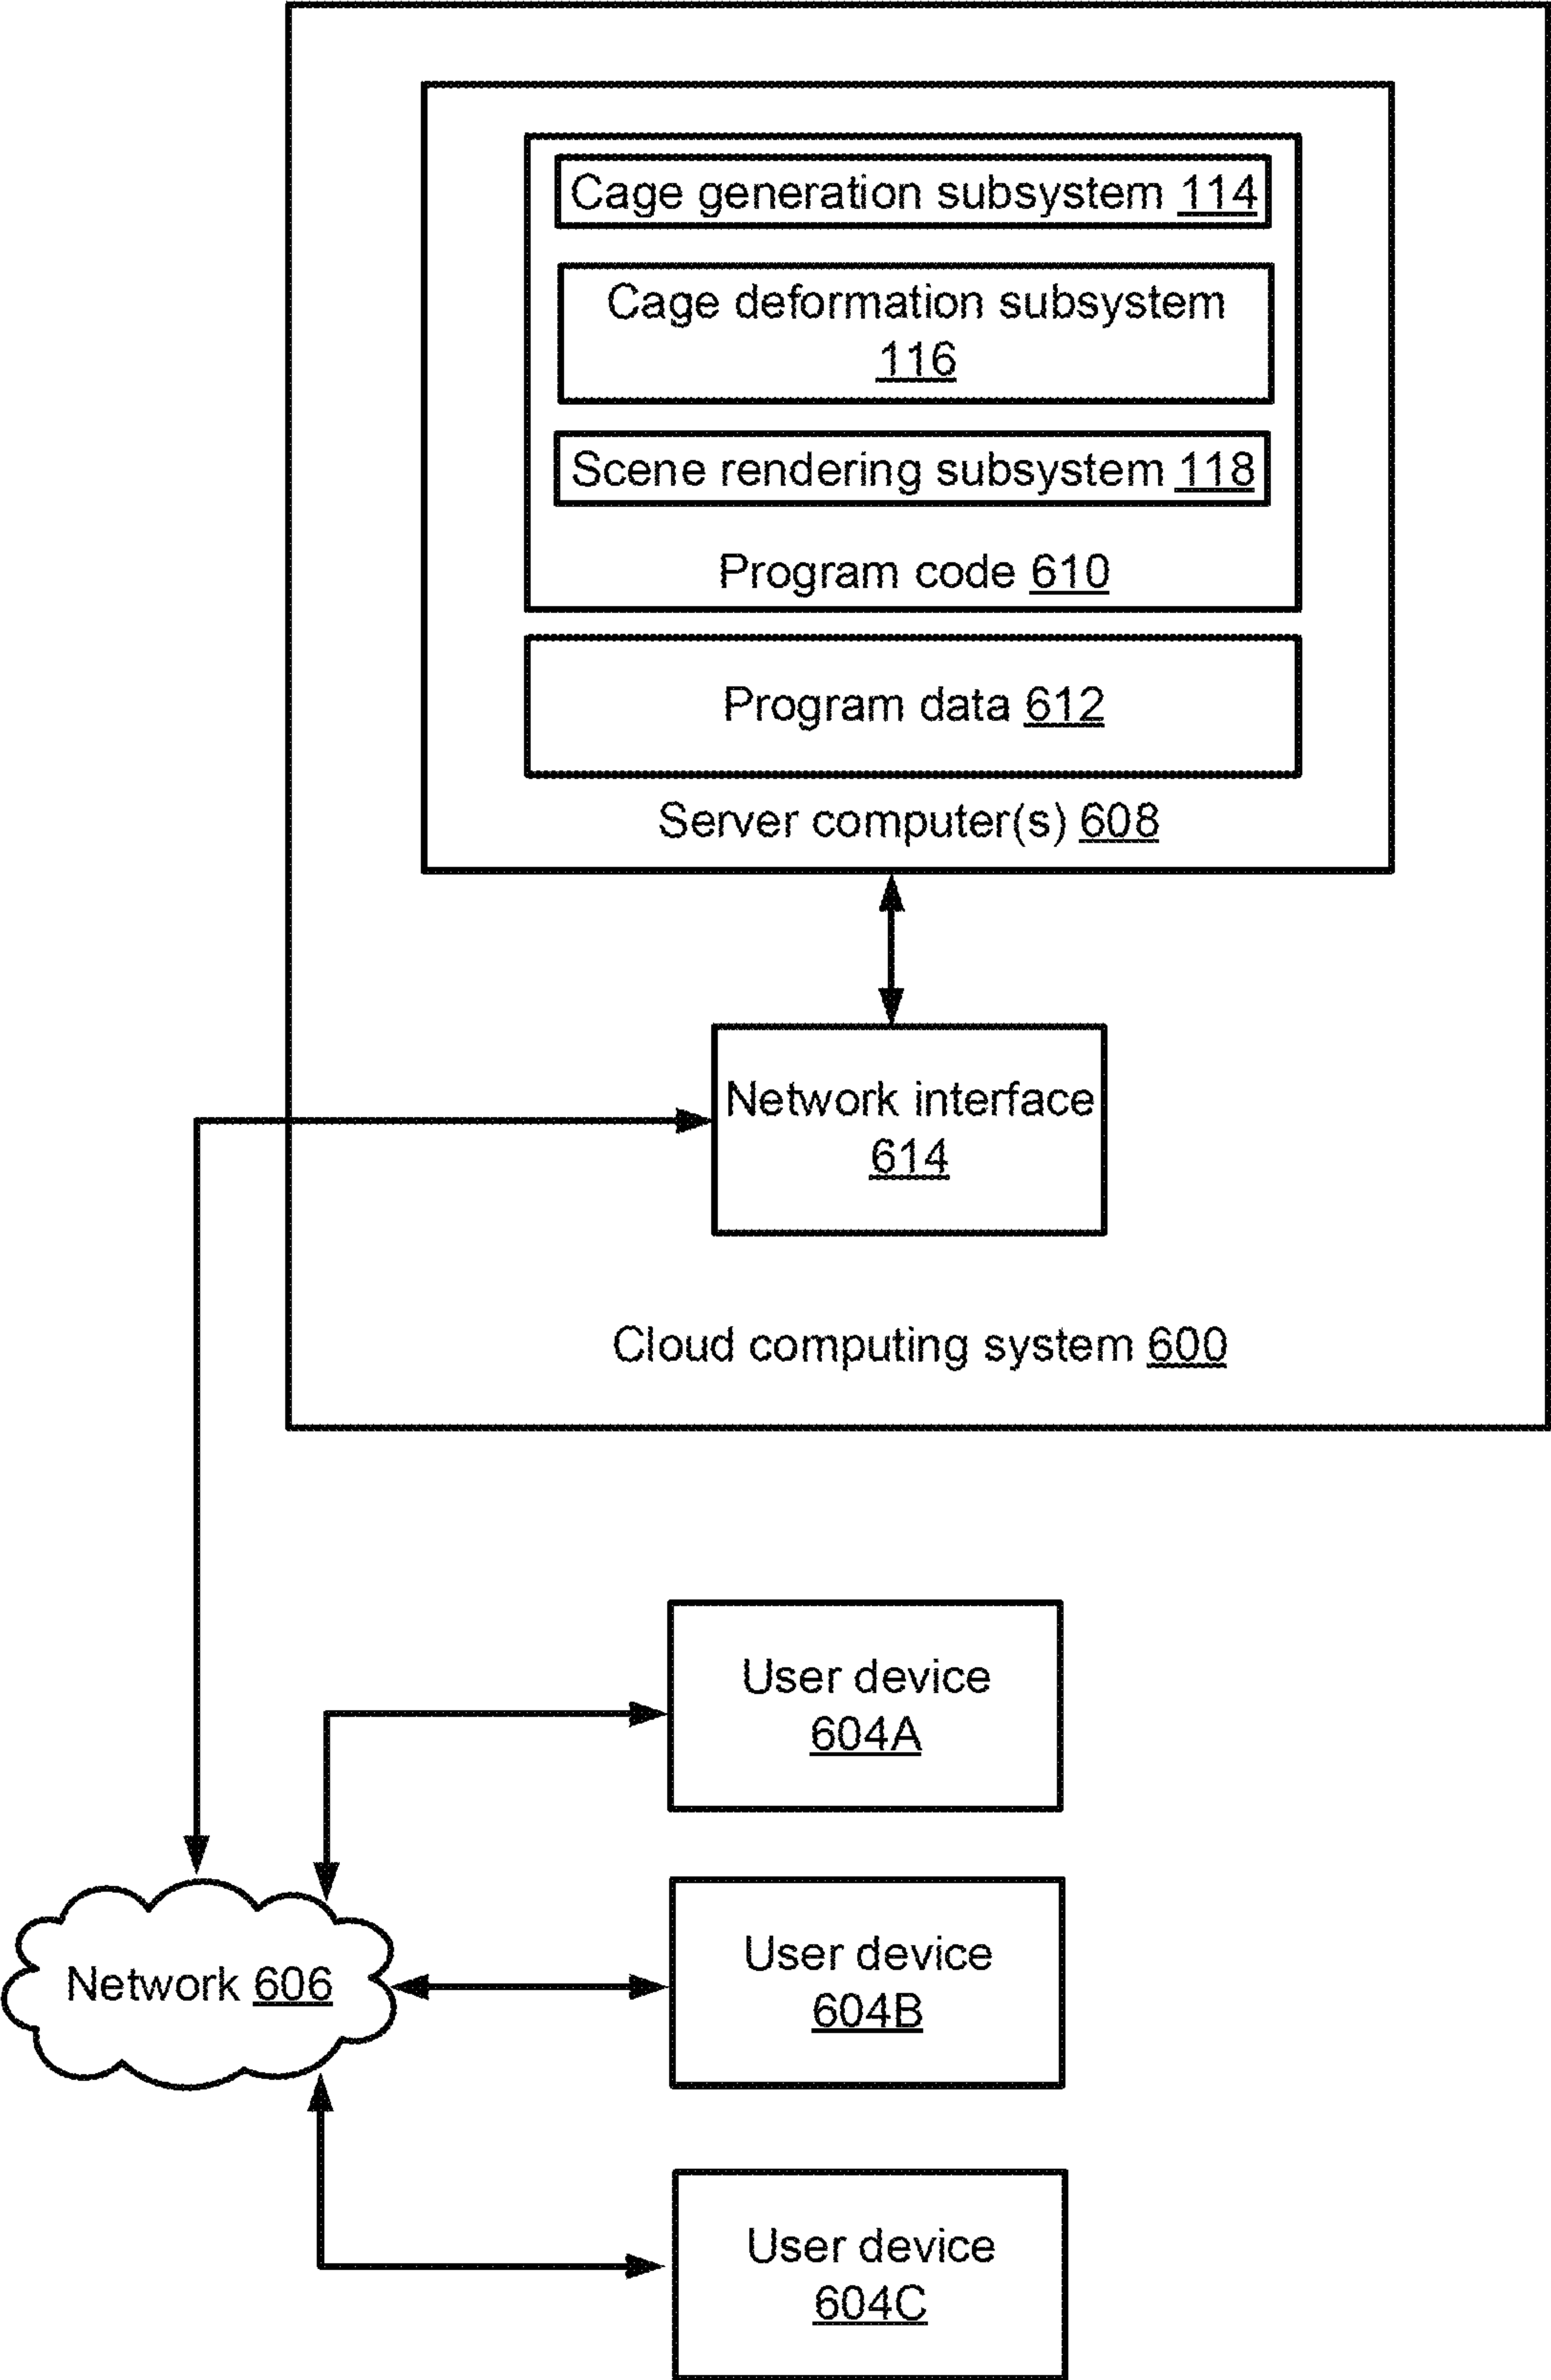 Cage generation subsystem 114
Cage deformation subsystem
116
Scene rendering subsystem 118
Program code 610
Program data 612
Server computer(s) 608
Network interface
614
Cloud computing system 600
User device
604A
User device
604B
Network 606
User device
604C